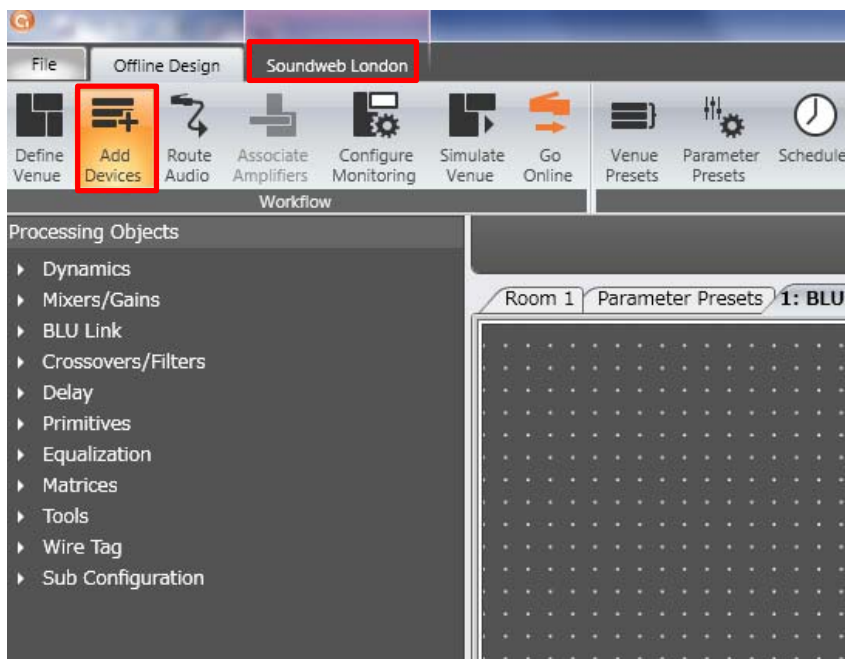 File
Offline Design
Soundweb London
Define Venue
Add Devices
Route Audio
Associate Amplifiers
Configure Monitoring
Simulate Venue
Go Online
Venue Presets
Parameter Presets
Schedule
Workflow
Processing Objects
Dynamics
Mixers/Gains
BLU Link
Crossovers/Filters
Delay
Primitives
Equalization
Matrices
Tools
Wire Tag
Sub Configuration
Room 1
Parameter Presets
1: BLU